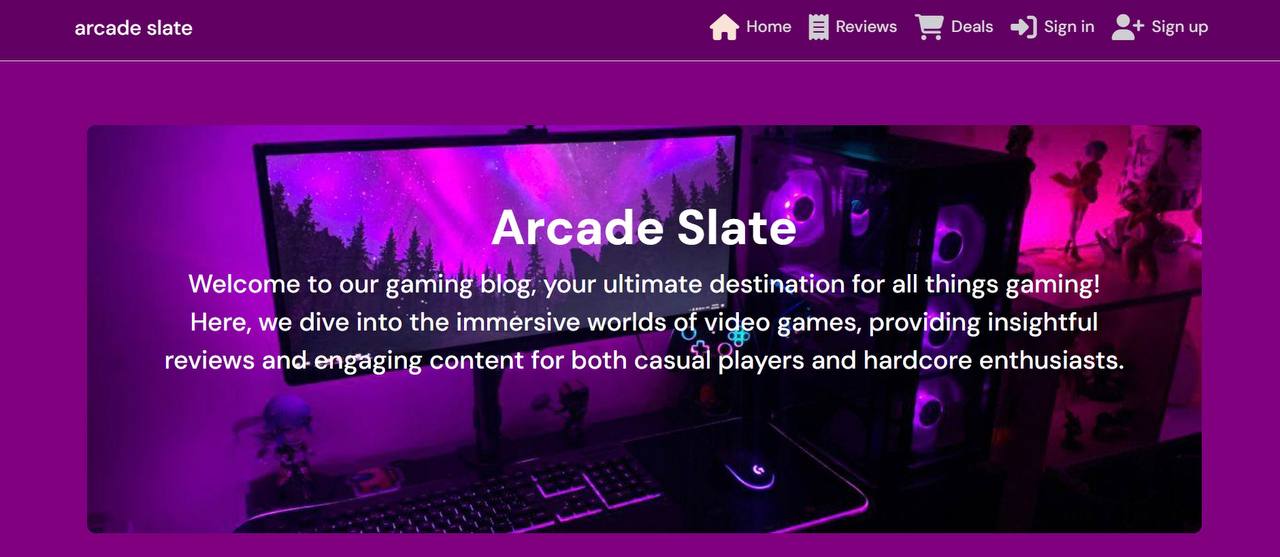 arcade slate
Home Reviews Deals Sign in Sign up
Arcade Slate
Welcome to our gaming blog, your ultimate destination for all things gaming!
Here, we dive into the immersive worlds of video games, providing insightful
reviews and engaging content for both casual players and hardcore enthusiasts.